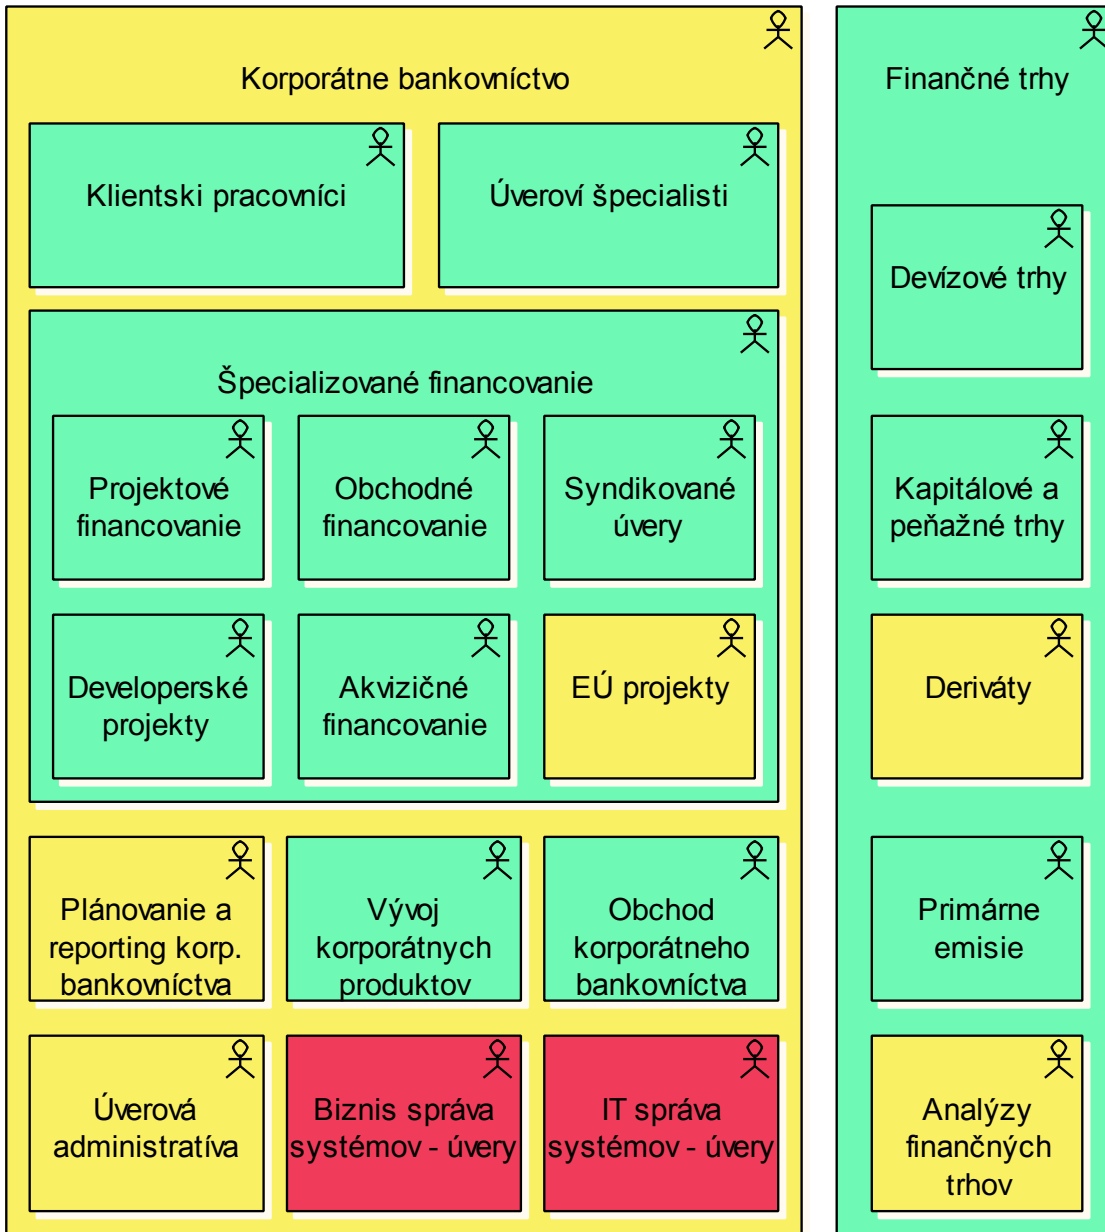 Korporátne bankovníctvo
Klientski pracovníci
Úveroví špecialisti
Špecializované financovanie
Projektové
financovanie
Obchodné
financovanie
Syndikované
úvery
Developerské
projekty
Akvizičné
financovanie
EÚ projekty
Plánovanie a
reporting korp.
bankovníctva
Vývoj
korporátnych
produktov
Obchod
korporátneho
bankovníctva
Úverová
administratíva
Biznis správa
systémov - úvery
IT správa
systémov - úvery
Finančné trhy
Devízové trhy
Kapitálové a
peňažné trhy
Deriváty
Primárne
emisie
Analýzy
finančných
trhov